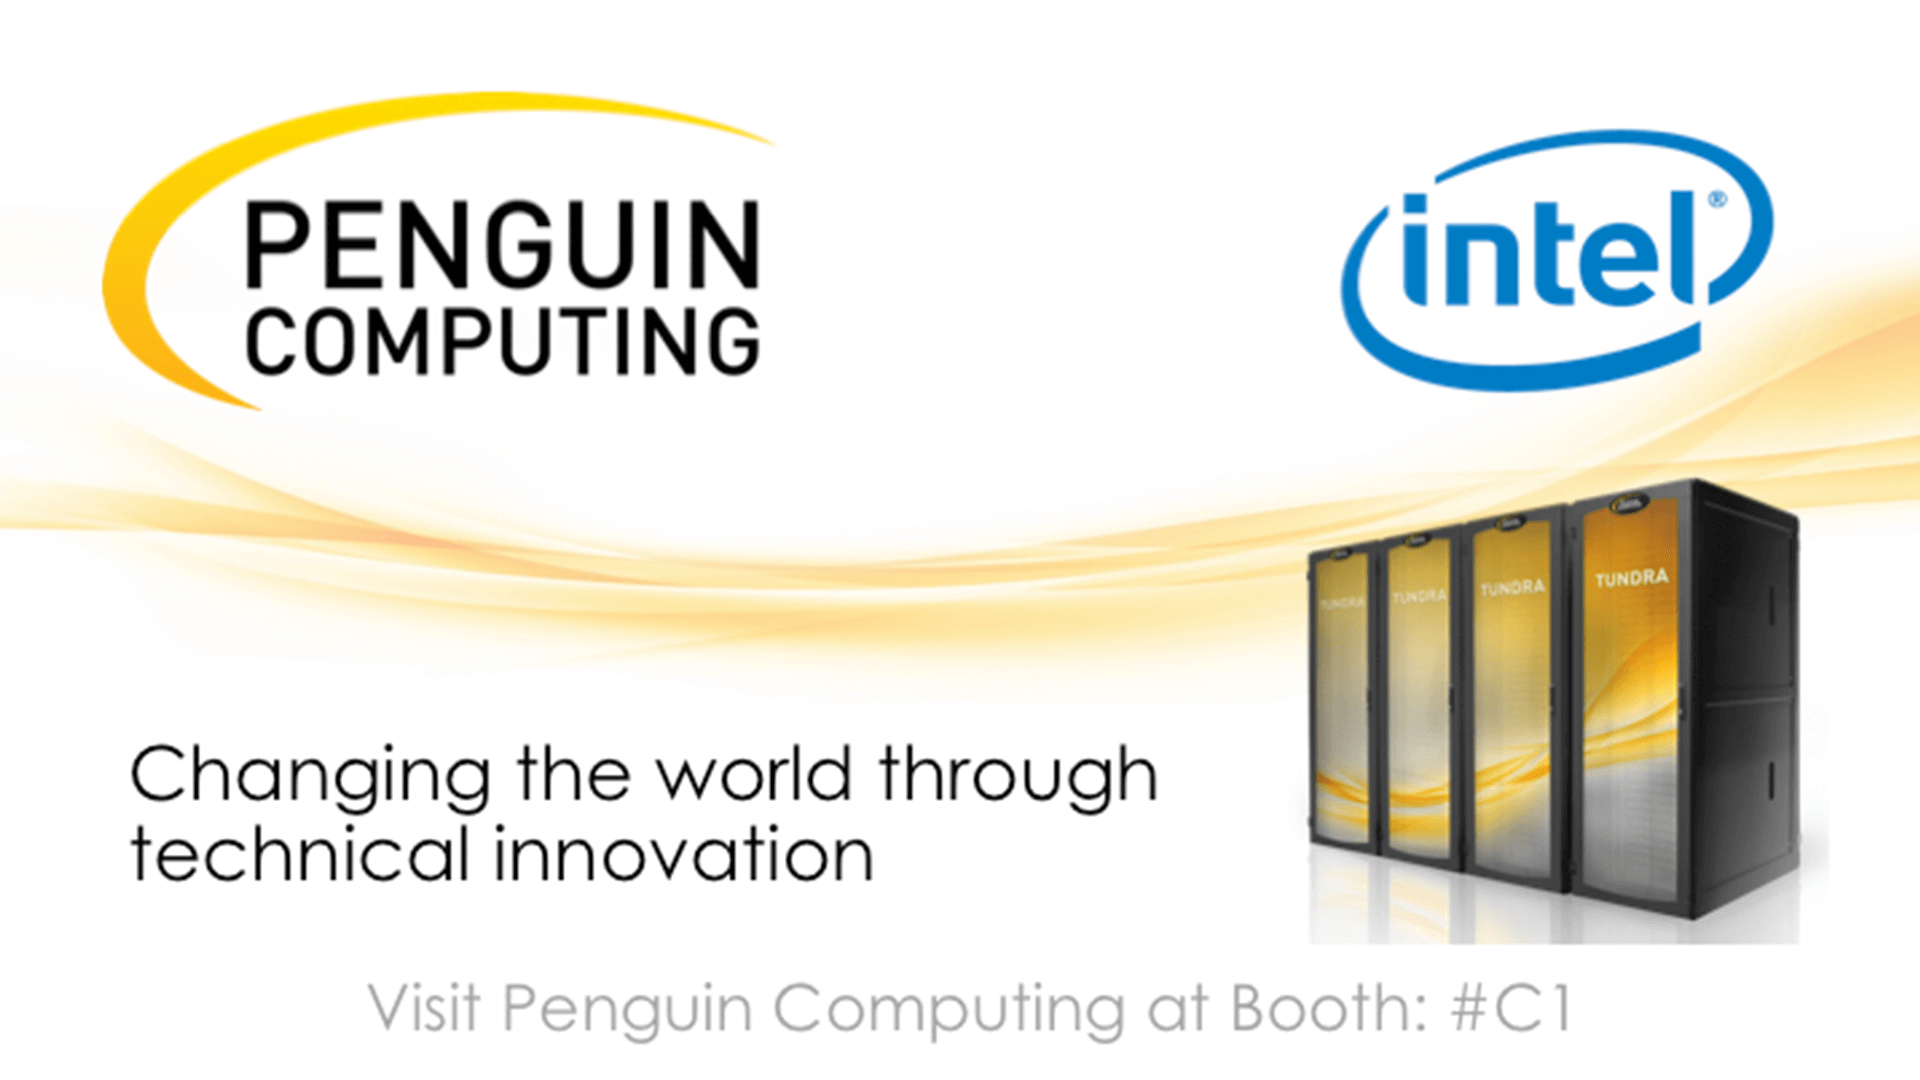 PENGUIN
COMPUTING
intel®
TUNDRA
TUNDRA
TUNDRA
TUNDRA
Changing the world through
technical innovation
Visit Penguin Computing at Booth: #C1